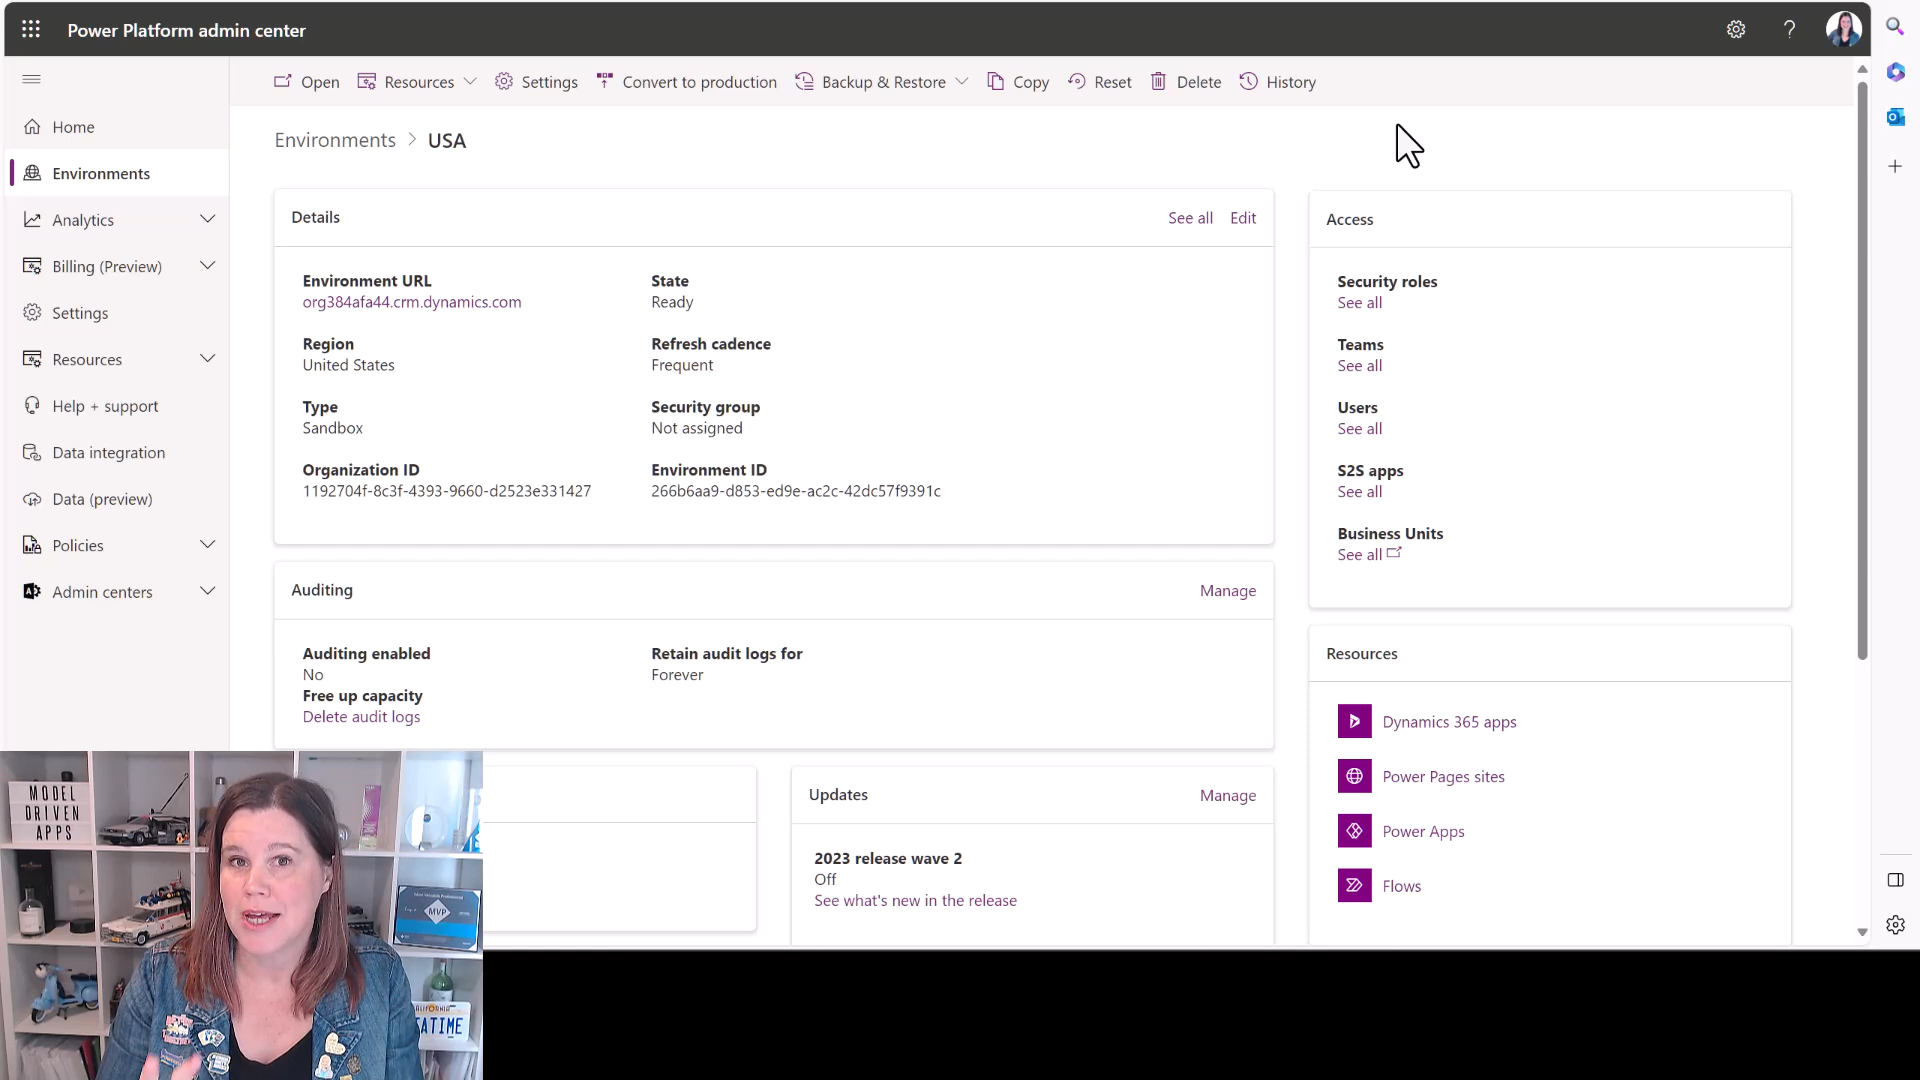 Power Platform admin center
?
Open
Resources
Settings
Convert to production
Backup & Restore
Copy
Reset
Delete
History
Home
Environments
Analytics
Billing (Preview)
Settings
Resources
Help + support
Data integration
Data (preview)
Policies
Admin centers
Environments > USA
Details
See all
Edit
Environment URL
org384afa44.crm.dynamics.com
State
Ready
Region
United States
Refresh cadence
Frequent
Type
Sandbox
Security group
Not assigned
Organization ID
1192704f-8c3f-4393-9660-d2523e331427
Environment ID
266b6aa9-d853-ed9e-ac2c-42dc57f9391c
Auditing
Manage
Auditing enabled
No
Retain audit logs for
Forever
Free up capacity
Delete audit logs
Updates
Manage
2023 release wave 2
Off
See what's new in the release
Access
Security roles
See all
Teams
See all
Users
See all
S2S apps
See all
Business Units
See all
Resources
Dynamics 365 apps
Power Pages sites
Power Apps
Flows
MODEL
DRIVEN
APPS
MVP
ATIME